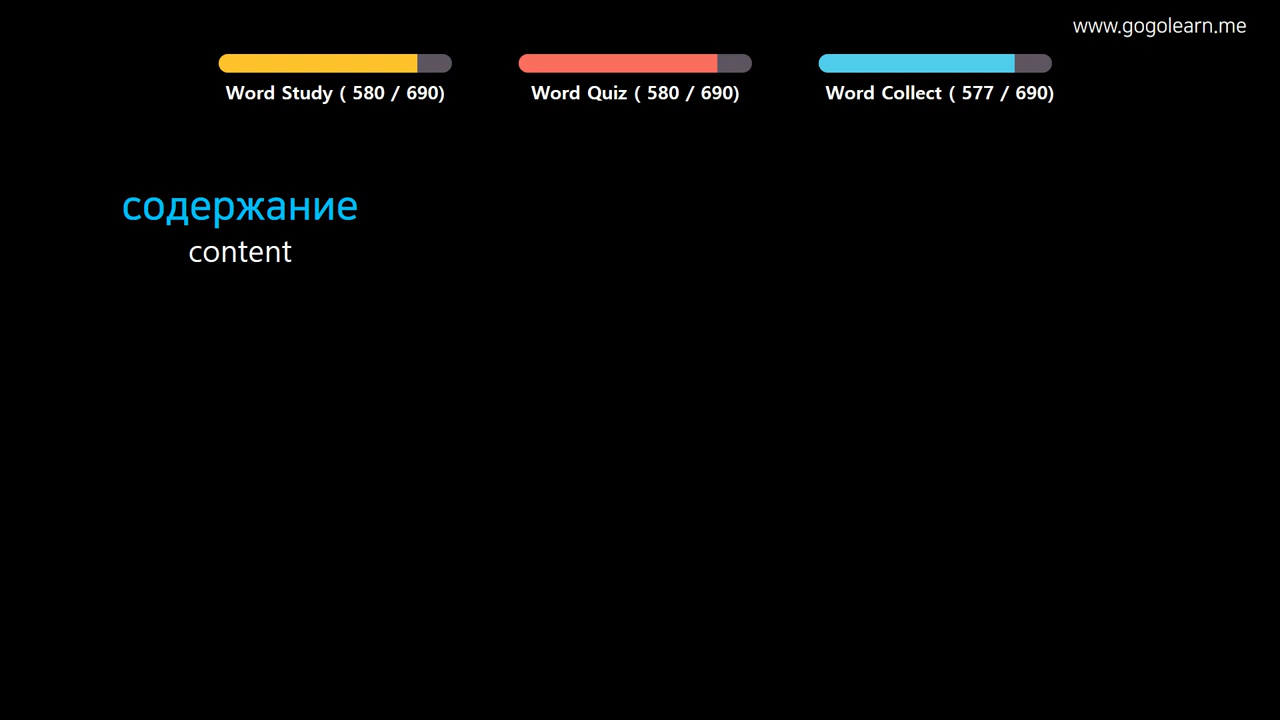 www.gogolearn.me
Word Study ( 580 / 690)
Word Quiz ( 580 / 690)
Word Collect ( 577 / 690)
содержание
content